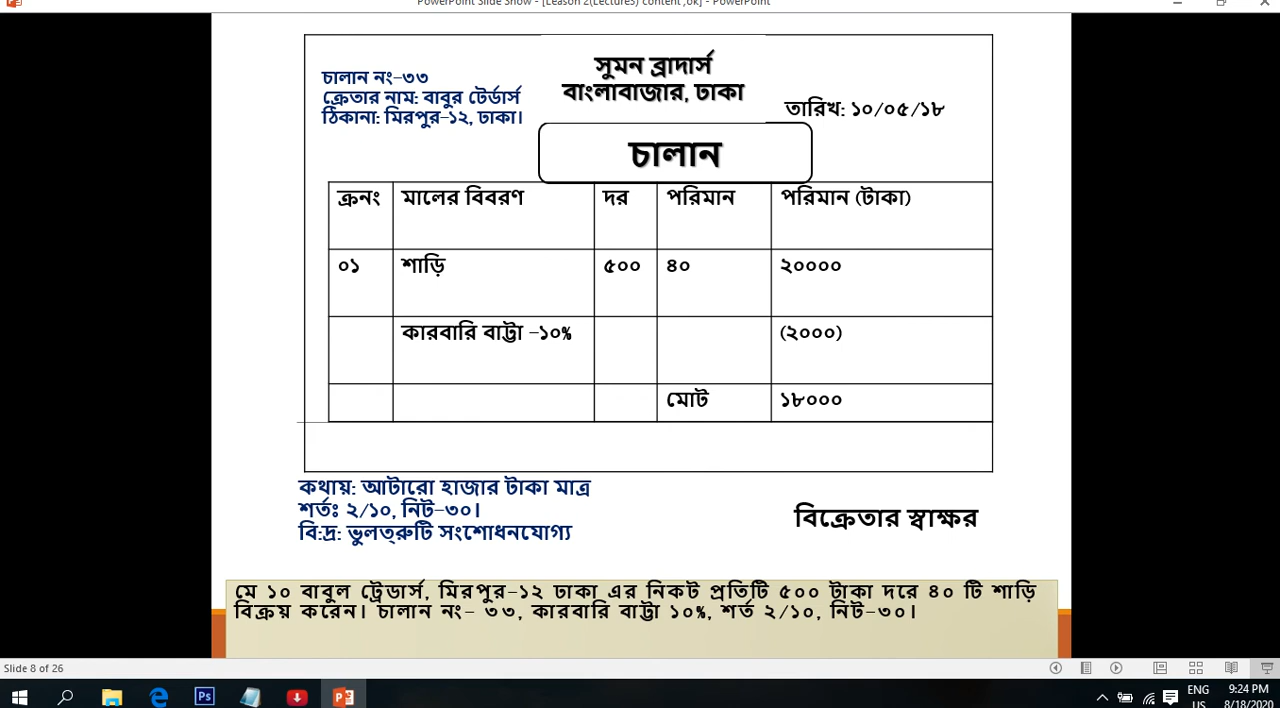 PowerPoint Slide Show - [Leason 2(Lecture3) content ,ok] - PowerPoint
সুমন ব্রাদার্স
বাংলাবাজার, ঢাকা
চালান নং-৩৩
ক্রেতার নাম: বাবুর টের্ডার্স
ঠিকানা: মিরপুর-১২, ঢাকা।
তারিখ: ১০/০৫/১৮
চালান
ক্রনং মালের বিবরণ দর পরিমান পরিমান (টাকা)
০১ শাড়ি ৫০০ ৪০ ২০০০০
কারবারি বাট্টা -১০% (২০০০)
মোট ১৮০০০
কথায়: আটারো হাজার টাকা মাত্র
শর্তঃ ২/১০, নিট-৩০।
বি:দ্র: ভুলত্রুটি সংশোধনযোগ্য
বিক্রেতার স্বাক্ষর
মে ১০ বাবুল ট্রেডার্স, মিরপুর-১২ ঢাকা এর নিকট প্রতিটি ৫০০ টাকা দরে ৪০ টি শাড়ি
বিক্রয় করেন। চালান নং- ৩৩, কারবারি বাট্টা ১০%, শর্ত ২/১০, নিট-৩০।
Slide 8 of 26
Ps
ENG 9:24 PM
US 8/18/2020